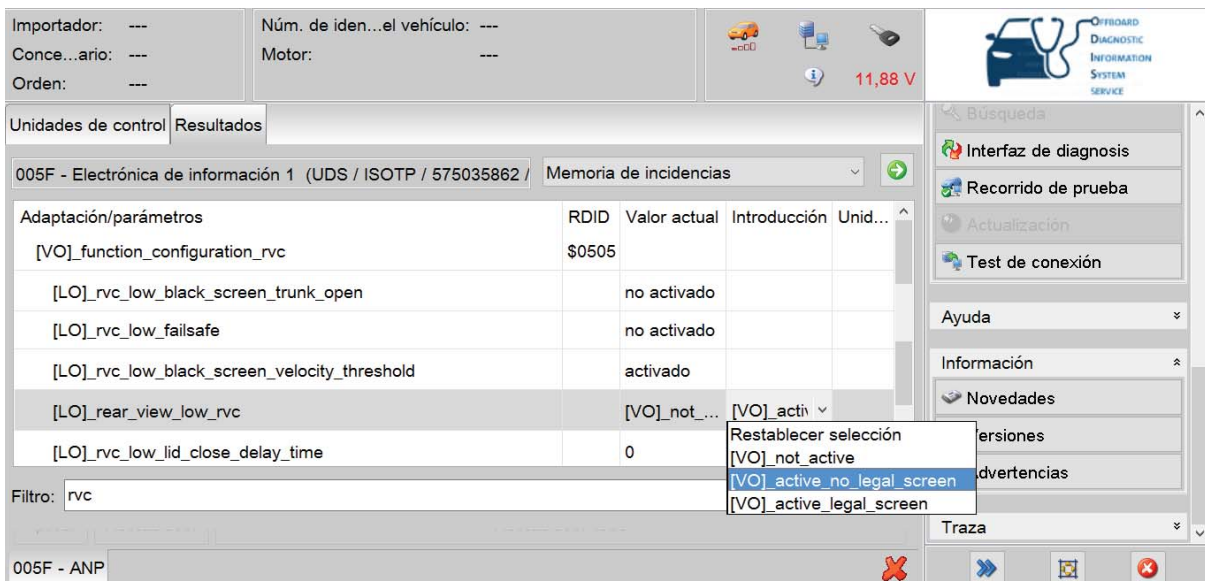 Importador: ---
Núm. de iden...el vehículo: ---
Conce...ario: ---
Motor: ---
Orden: ---
11,88 V
OFFBOARD
DIAGNOSTIC
INFORMATION
SYSTEM
SERVICE
Unidades de control
Resultados
005F - Electrónica de información 1 (UDS / ISOTP / 575035862 /
Memoria de incidencias
Adaptación/parámetros RDID Valor actual Introducción Unid...
[VO]_function_configuration_rvc $0505
[LO]_rvc_low_black_screen_trunk_open no activado
[LO]_rvc_low_failsafe no activado
[LO]_rvc_low_black_screen_velocity_threshold activado
[LO]_rear_view_low_rvc [VO]_not_... [VO]_activ
[LO]_rvc_low_lid_close_delay_time 0
Restablecer selección
[VO]_not_active
[VO]_active_no_legal_screen
[VO]_active_legal_screen
Filtro: rvc
005F - ANP
Búsqueda
Interfaz de diagnosis
Recorrido de prueba
Actualización
Test de conexión
Ayuda
Información
Novedades
ersiones
dvertencias
Traza